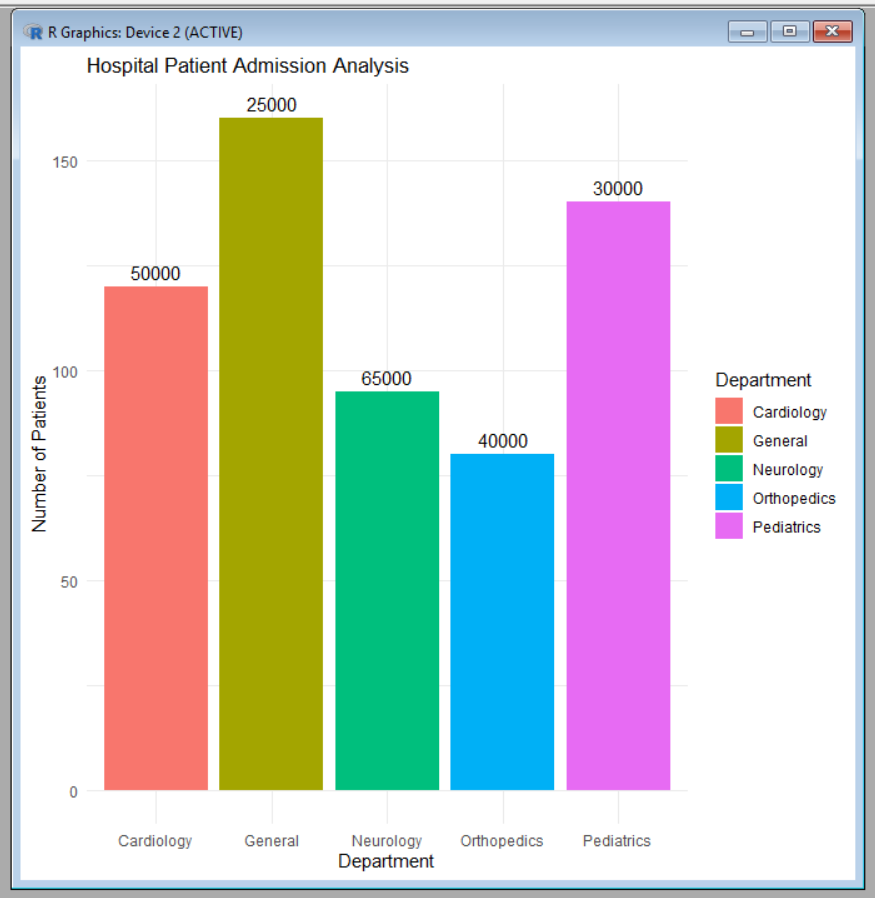 R Graphics: Device 2 (ACTIVE)
Hospital Patient Admission Analysis
25000
150
30000
50000
100
65000
40000
50
0
Number of Patients
Cardiology General Neurology Orthopedics Pediatrics
Department
Department
Cardiology
General
Neurology
Orthopedics
Pediatrics